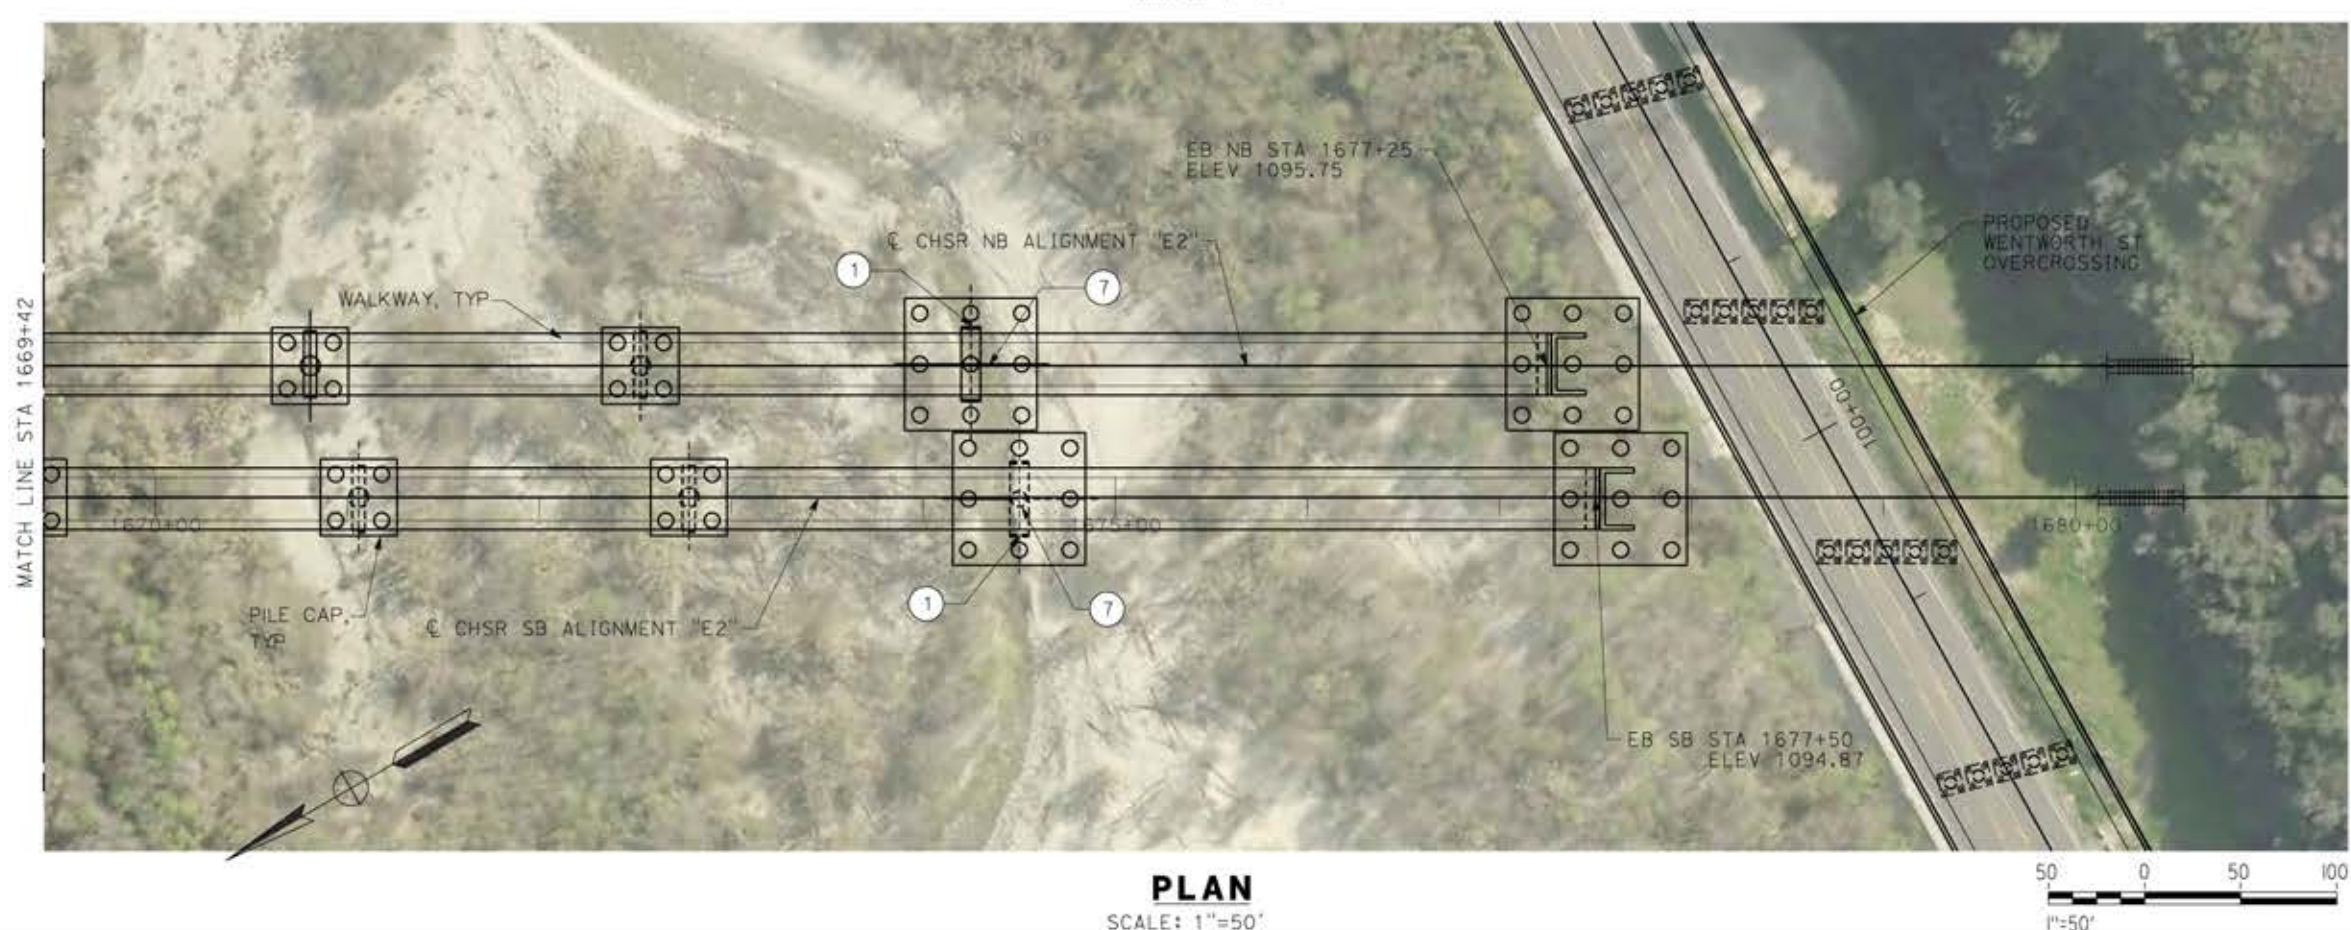 EB NB STA 1677+25
ELEV 1095.75
℄ CHSR NB ALIGNMENT "E2"
PROPOSED
WENTWORTH ST
OVERCROSSING
1
7
WALKWAY, TYP
MATCH LINE STA 1669+42
100+00
1670+00
1675+00
1680+00
1
7
PILE CAP,
TYP
℄ CHSR SB ALIGNMENT "E2"
EB SB STA 1677+50
ELEV 1094.87
PLAN
SCALE: 1"=50'
50 0 50 100
1"=50'